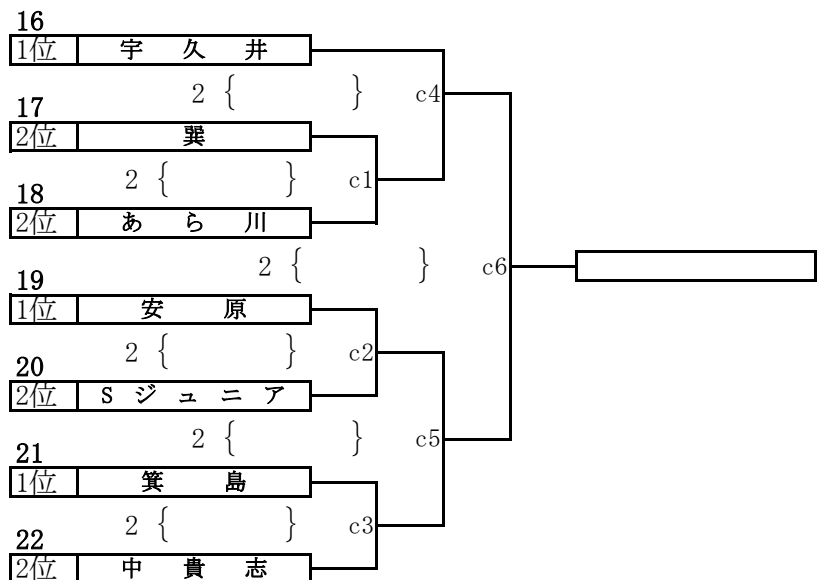 16
1位 宇久井
2 { } c4
17
2位 巽
2 { } c1
18
2位 あら川
2 { } c6
19
1位 安原
2 { } c2
20
2位 Sジュニア
2 { } c5
21
1位 箕島
2 { } c3
22
2位 中貴志